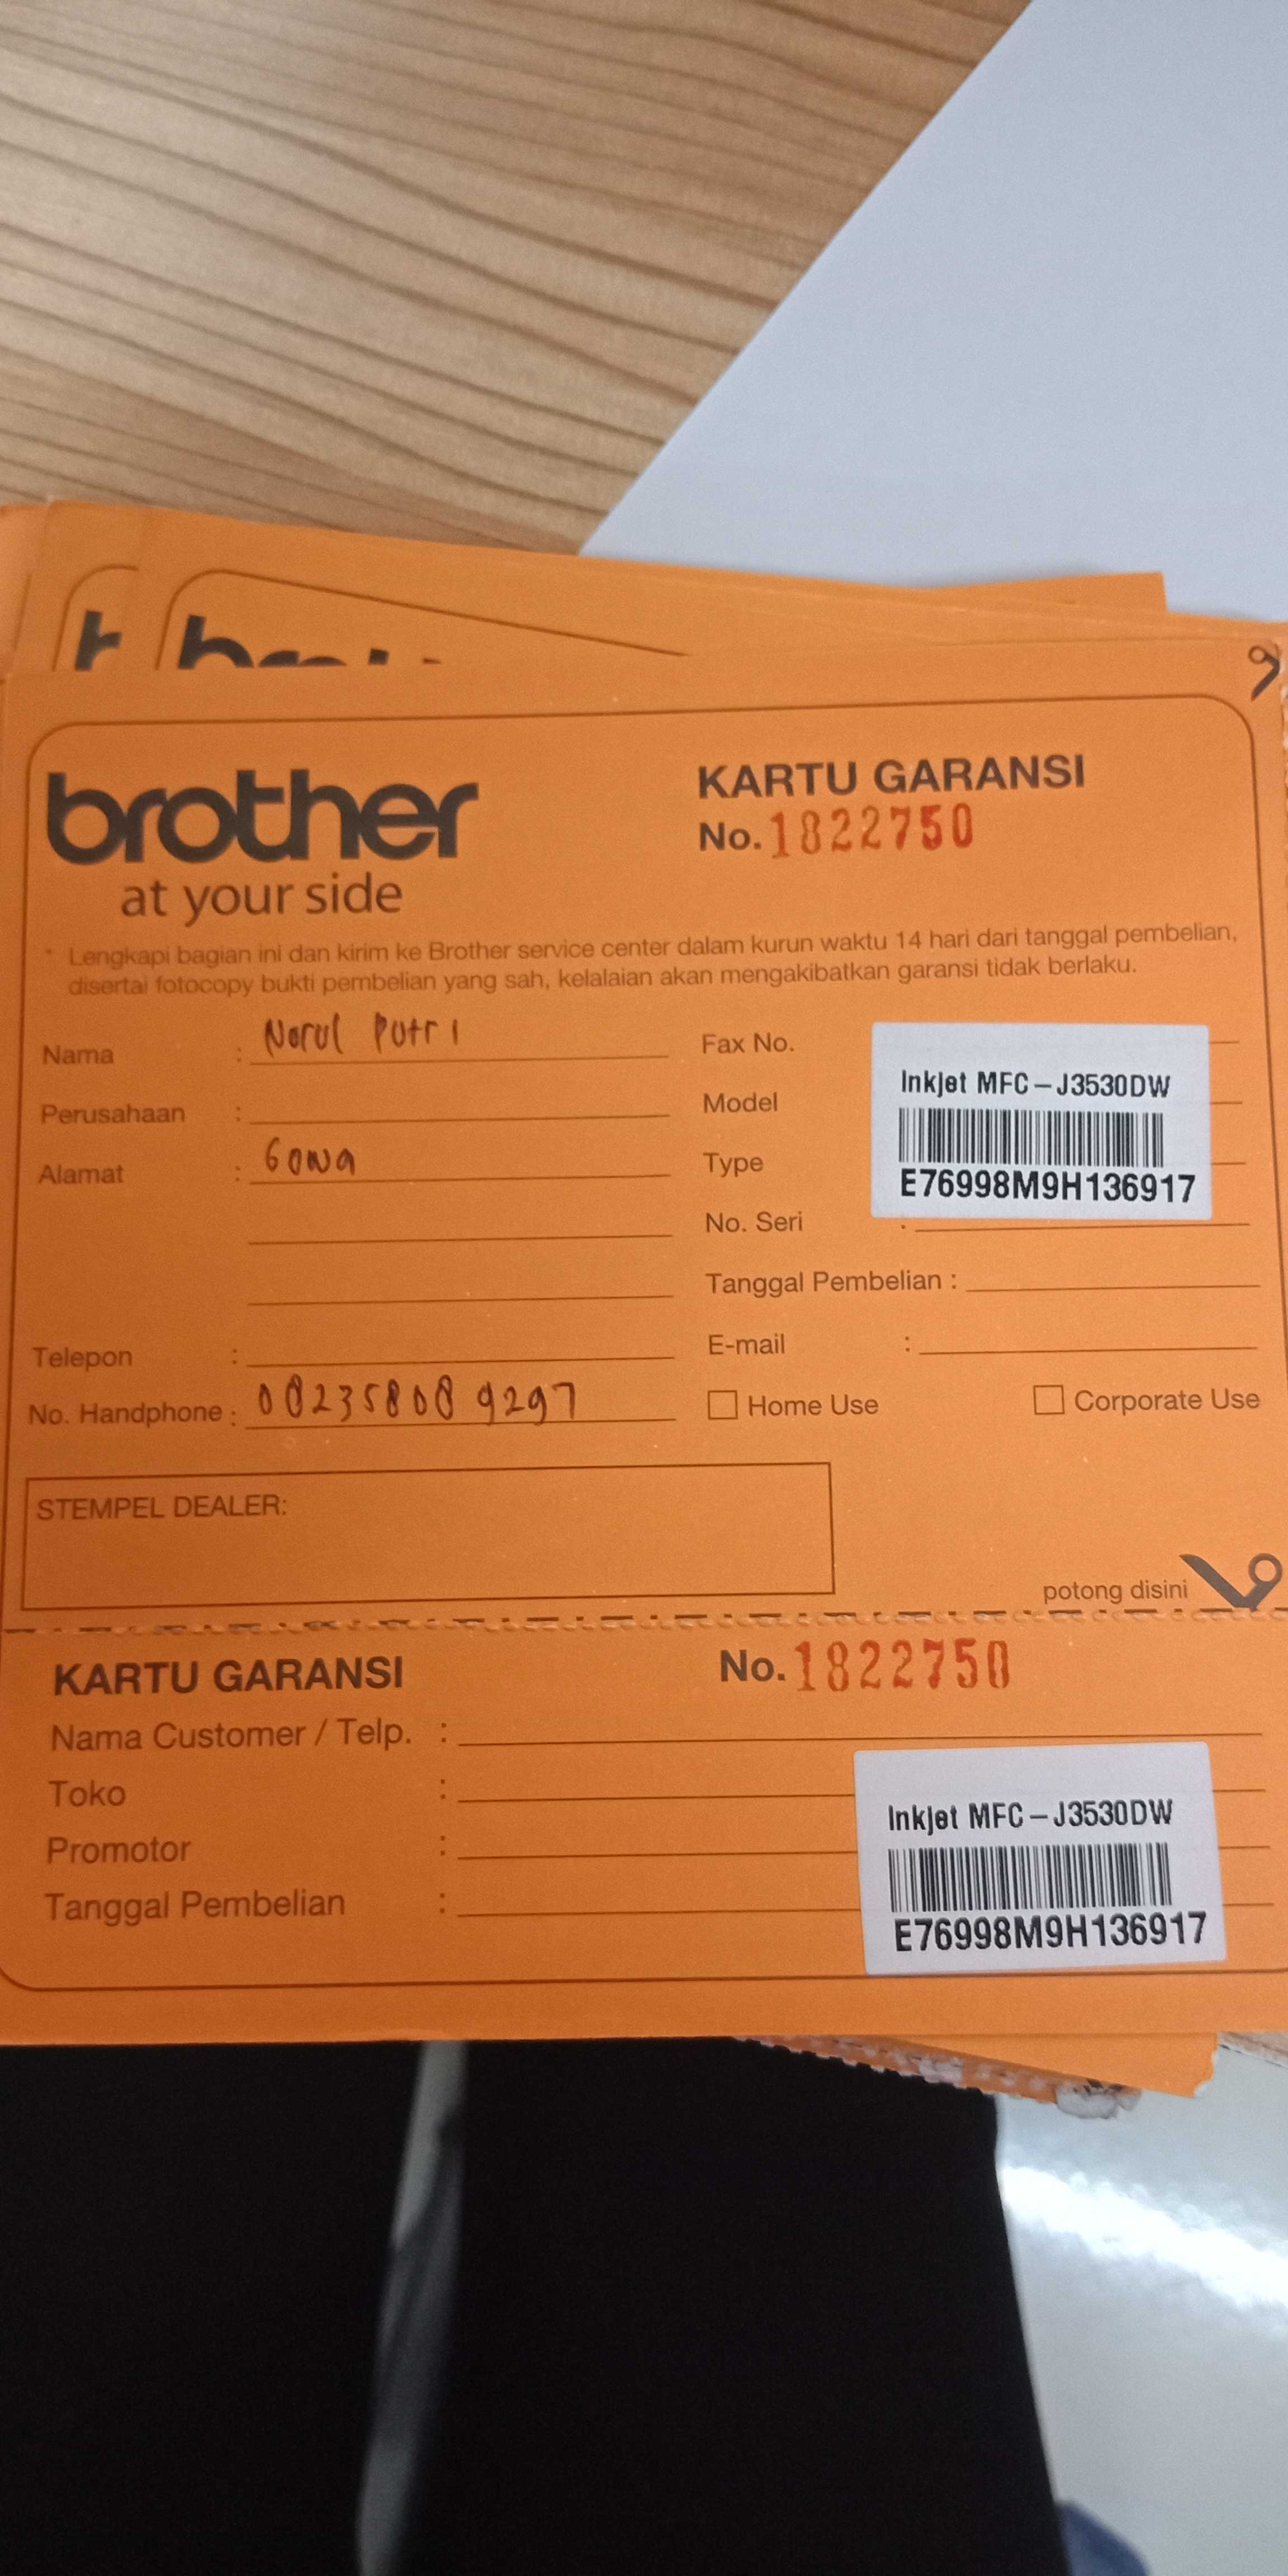 brother
at your side
KARTU GARANSI
No. 1822750
* Lengkapi bagian ini dan kirim ke Brother service center dalam kurun waktu 14 hari dari tanggal pembelian,
disertai fotocopy bukti pembelian yang sah, kelalaian akan mengakibatkan garansi tidak berlaku.
Nama : Norul Putri
Perusahaan :
Alamat : Gowa
Telepon :
No. Handphone : 082358089297
Fax No.
Model
Type
No. Seri :
Inkjet MFC-J3530DW
E76998M9H136917
Tanggal Pembelian :
E-mail :
Home Use
Corporate Use
STEMPEL DEALER:
potong disini
KARTU GARANSI
No. 1822750
Nama Customer / Telp. :
Toko :
Promotor :
Tanggal Pembelian :
Inkjet MFC-J3530DW
E76998M9H136917